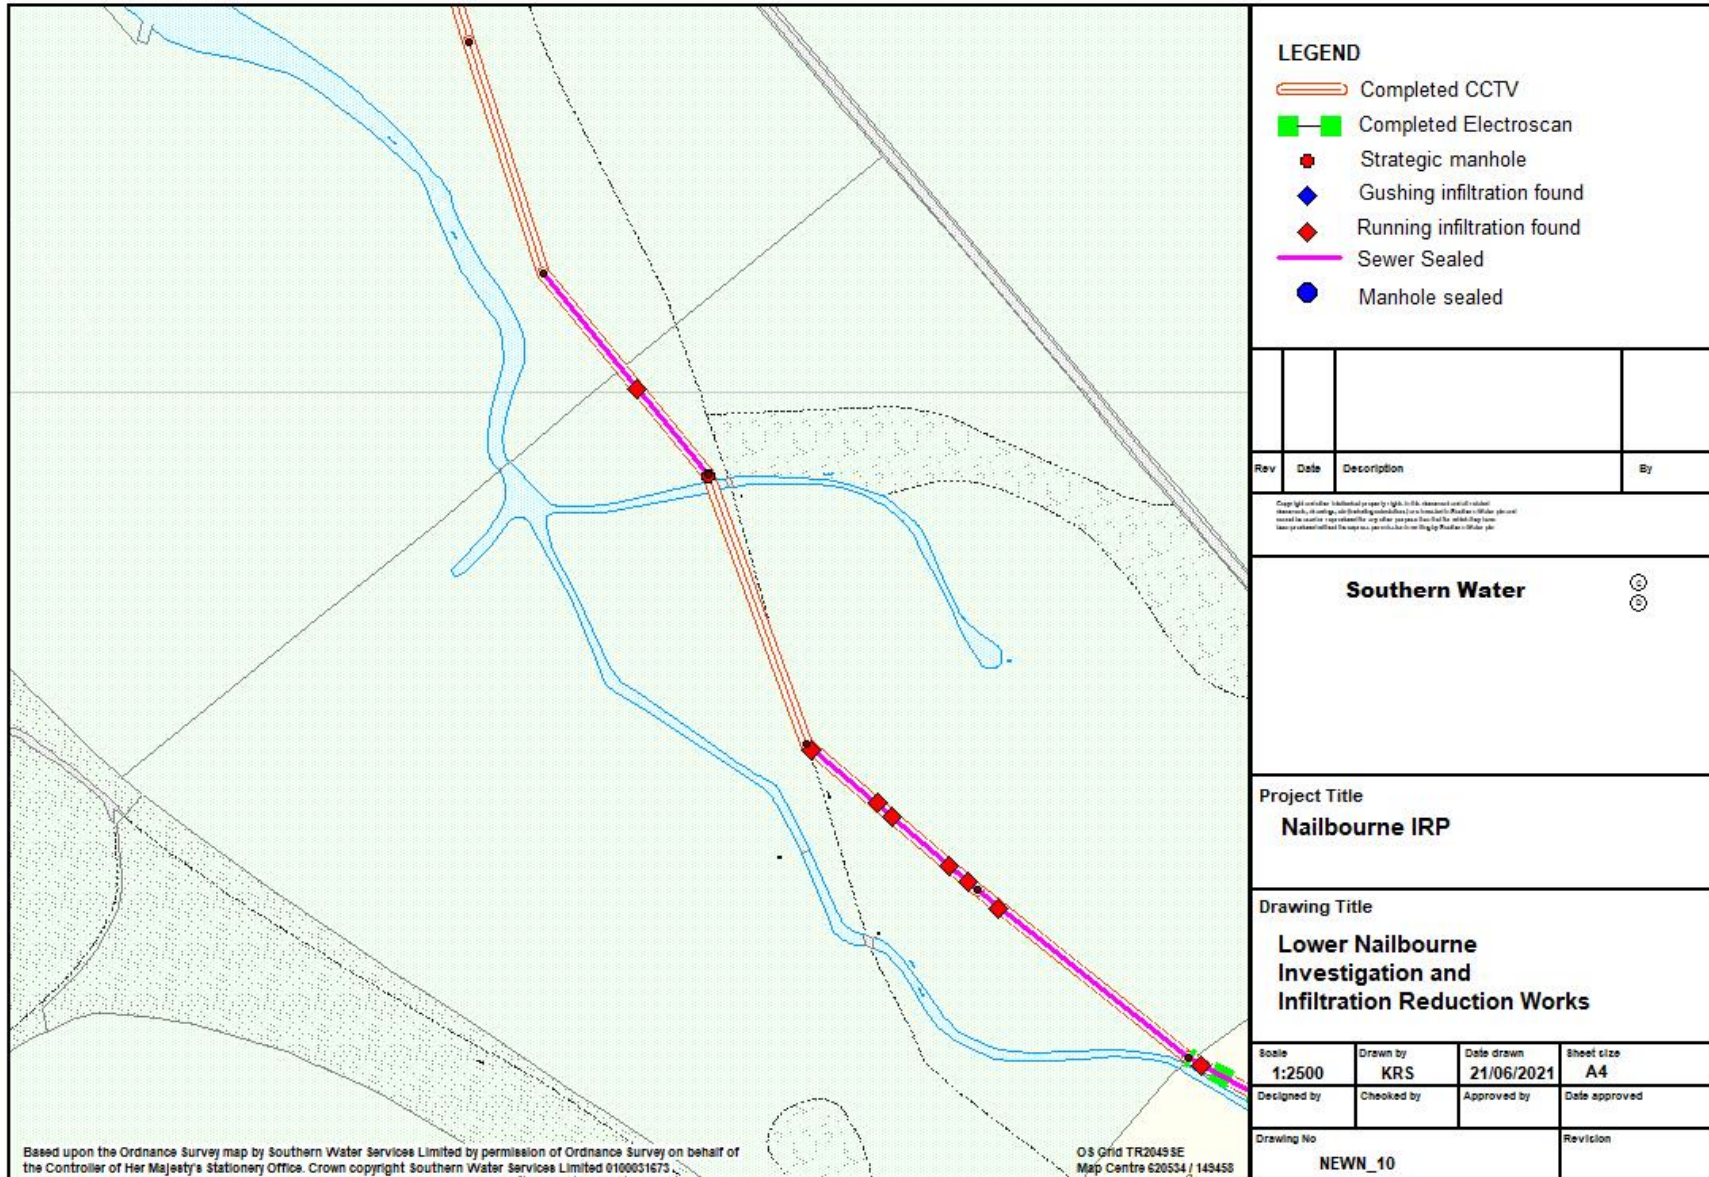 LEGEND
Completed CCTV
Completed Electroscan
Strategic manhole
Gushing infiltration found
Running infiltration found
Sewer Sealed
Manhole sealed
Rev Date Description By
Southern Water
Project Title
Nailbourne IRP
Drawing Title
Lower Nailbourne
Investigation and
Infiltration Reduction Works
Scale Drawn by Date drawn Sheet size
1:2500 KRS 21/06/2021 A4
Designed by Checked by Approved by Date approved
Drawing No Revision
NEWN_10
Based upon the Ordnance Survey map by Southern Water Services Limited by permission of Ordnance Survey on behalf of
the Controller of Her Majesty's Stationery Office. Crown copyright Southern Water Services Limited 0100031673
OS Grid TR2049SE
Map Centre 620534 / 149458